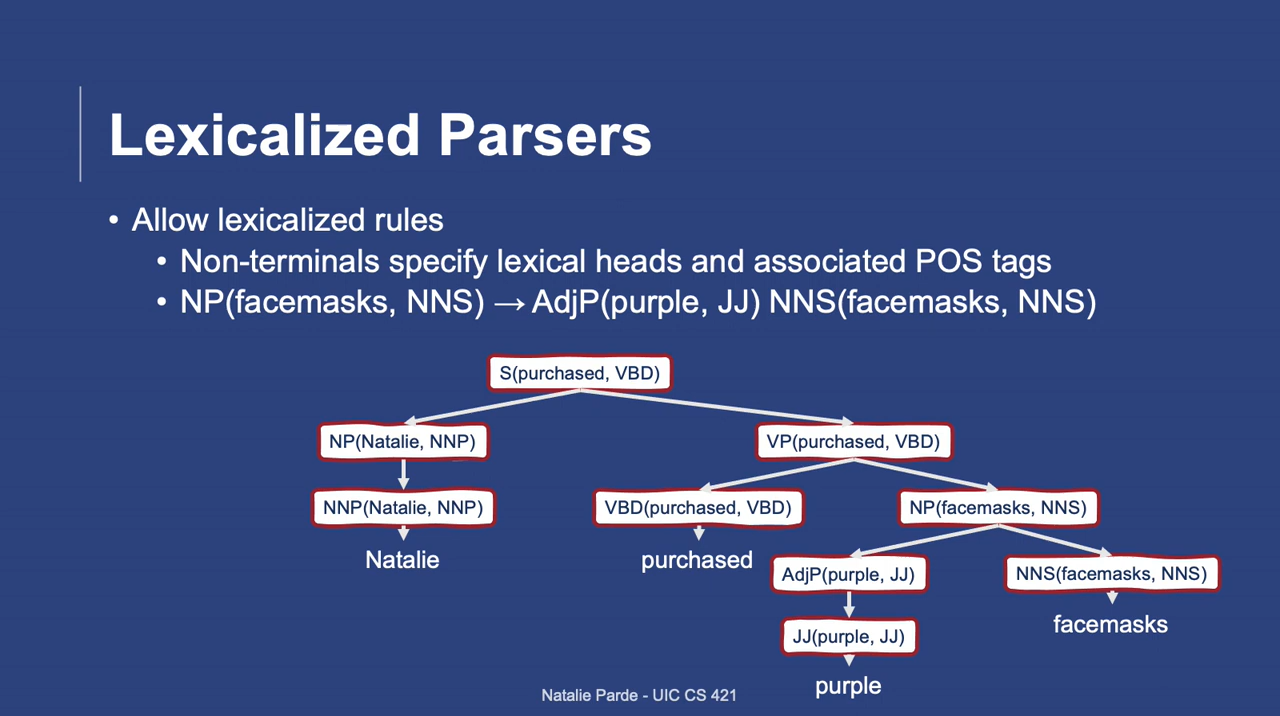 Lexicalized Parsers
• Allow lexicalized rules
• Non-terminals specify lexical heads and associated POS tags
• NP(facemasks, NNS) → AdjP(purple, JJ) NNS(facemasks, NNS)
S(purchased, VBD)
NP(Natalie, NNP) VP(purchased, VBD)
NNP(Natalie, NNP) VBD(purchased, VBD) NP(facemasks, NNS)
Natalie purchased
AdjP(purple, JJ) NNS(facemasks, NNS)
facemasks
JJ(purple, JJ)
purple
Natalie Parde - UIC CS 421